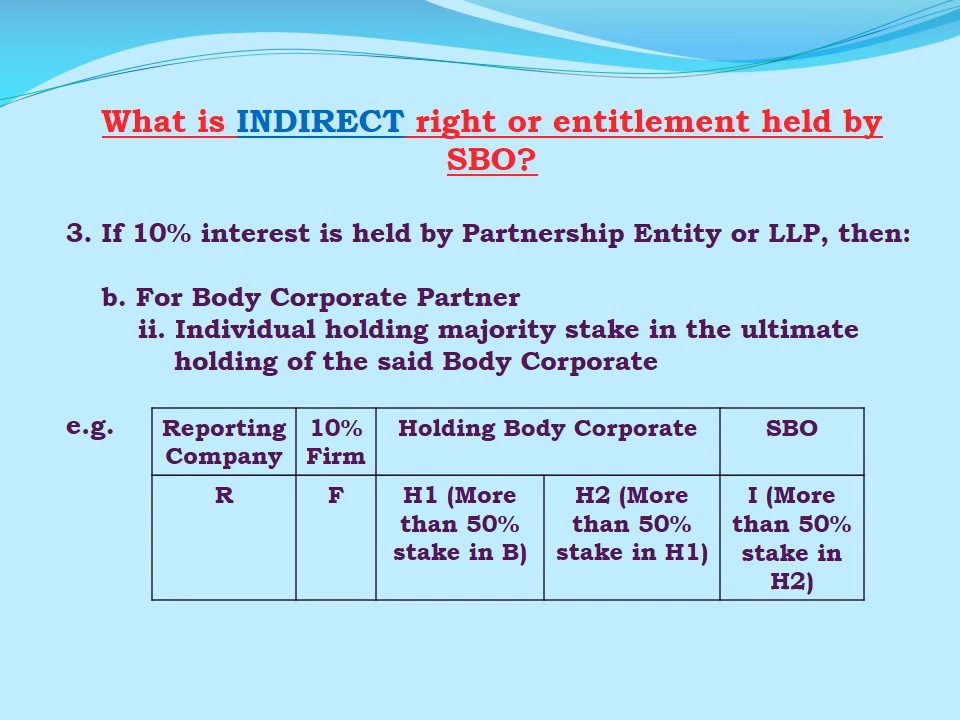 What is INDIRECT right or entitlement held by
SBO?
3. If 10% interest is held by Partnership Entity or LLP, then:
b. For Body Corporate Partner
ii. Individual holding majority stake in the ultimate
holding of the said Body Corporate
e.g.
Reporting
Company
10%
Firm
Holding Body Corporate
SBO
R
F
H1 (More
than 50%
stake in B)
H2 (More
than 50%
stake in H1)
I (More
than 50%
stake in
H2)